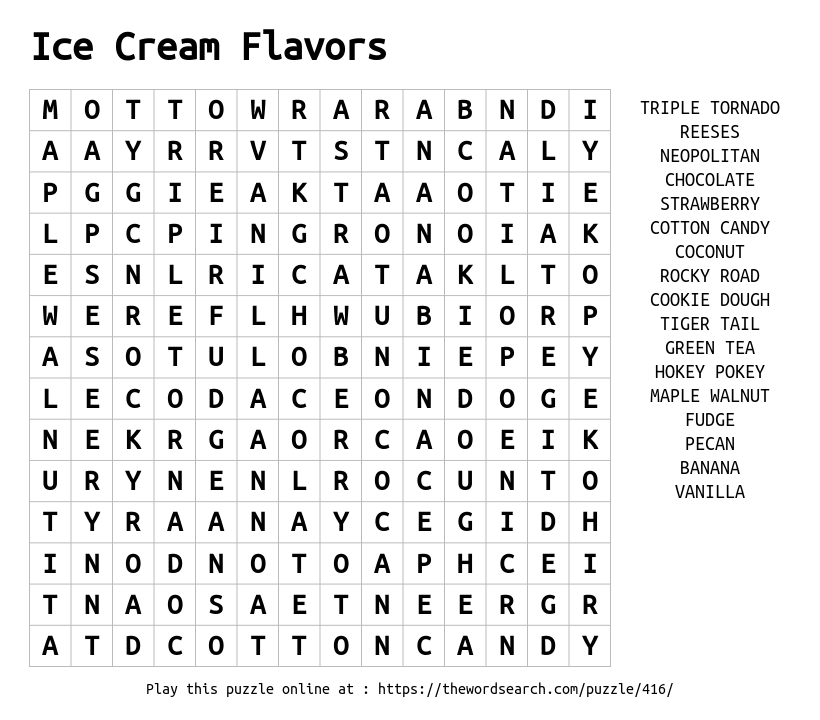 Ice Cream Flavors
M O T T O W R A R A B N D I
A A Y R R V T S T N C A L Y
P G G I E A K T A A O T I E
L P C P I N G R O N O I A K
E S N L R I C A T A K L T O
W E R E F L H W U B I O R P
A S O T U L O B N I E P E Y
L E C O D A C E O N D O G E
N E K R G A O R C A O E I K
U R Y N E N L R O C U N T O
T Y R A A N A Y C E G I D H
I N O D N O T O A P H C E I
T N A O S A E T N E E R G R
A T D C O T T O N C A N D Y
TRIPLE TORNADO
REESES
NEOPOLITAN
CHOCOLATE
STRAWBERRY
COTTON CANDY
COCONUT
ROCKY ROAD
COOKIE DOUGH
TIGER TAIL
GREEN TEA
HOKEY POKEY
MAPLE WALNUT
FUDGE
PECAN
BANANA
VANILLA
Play this puzzle online at : https://thewordsearch.com/puzzle/416/